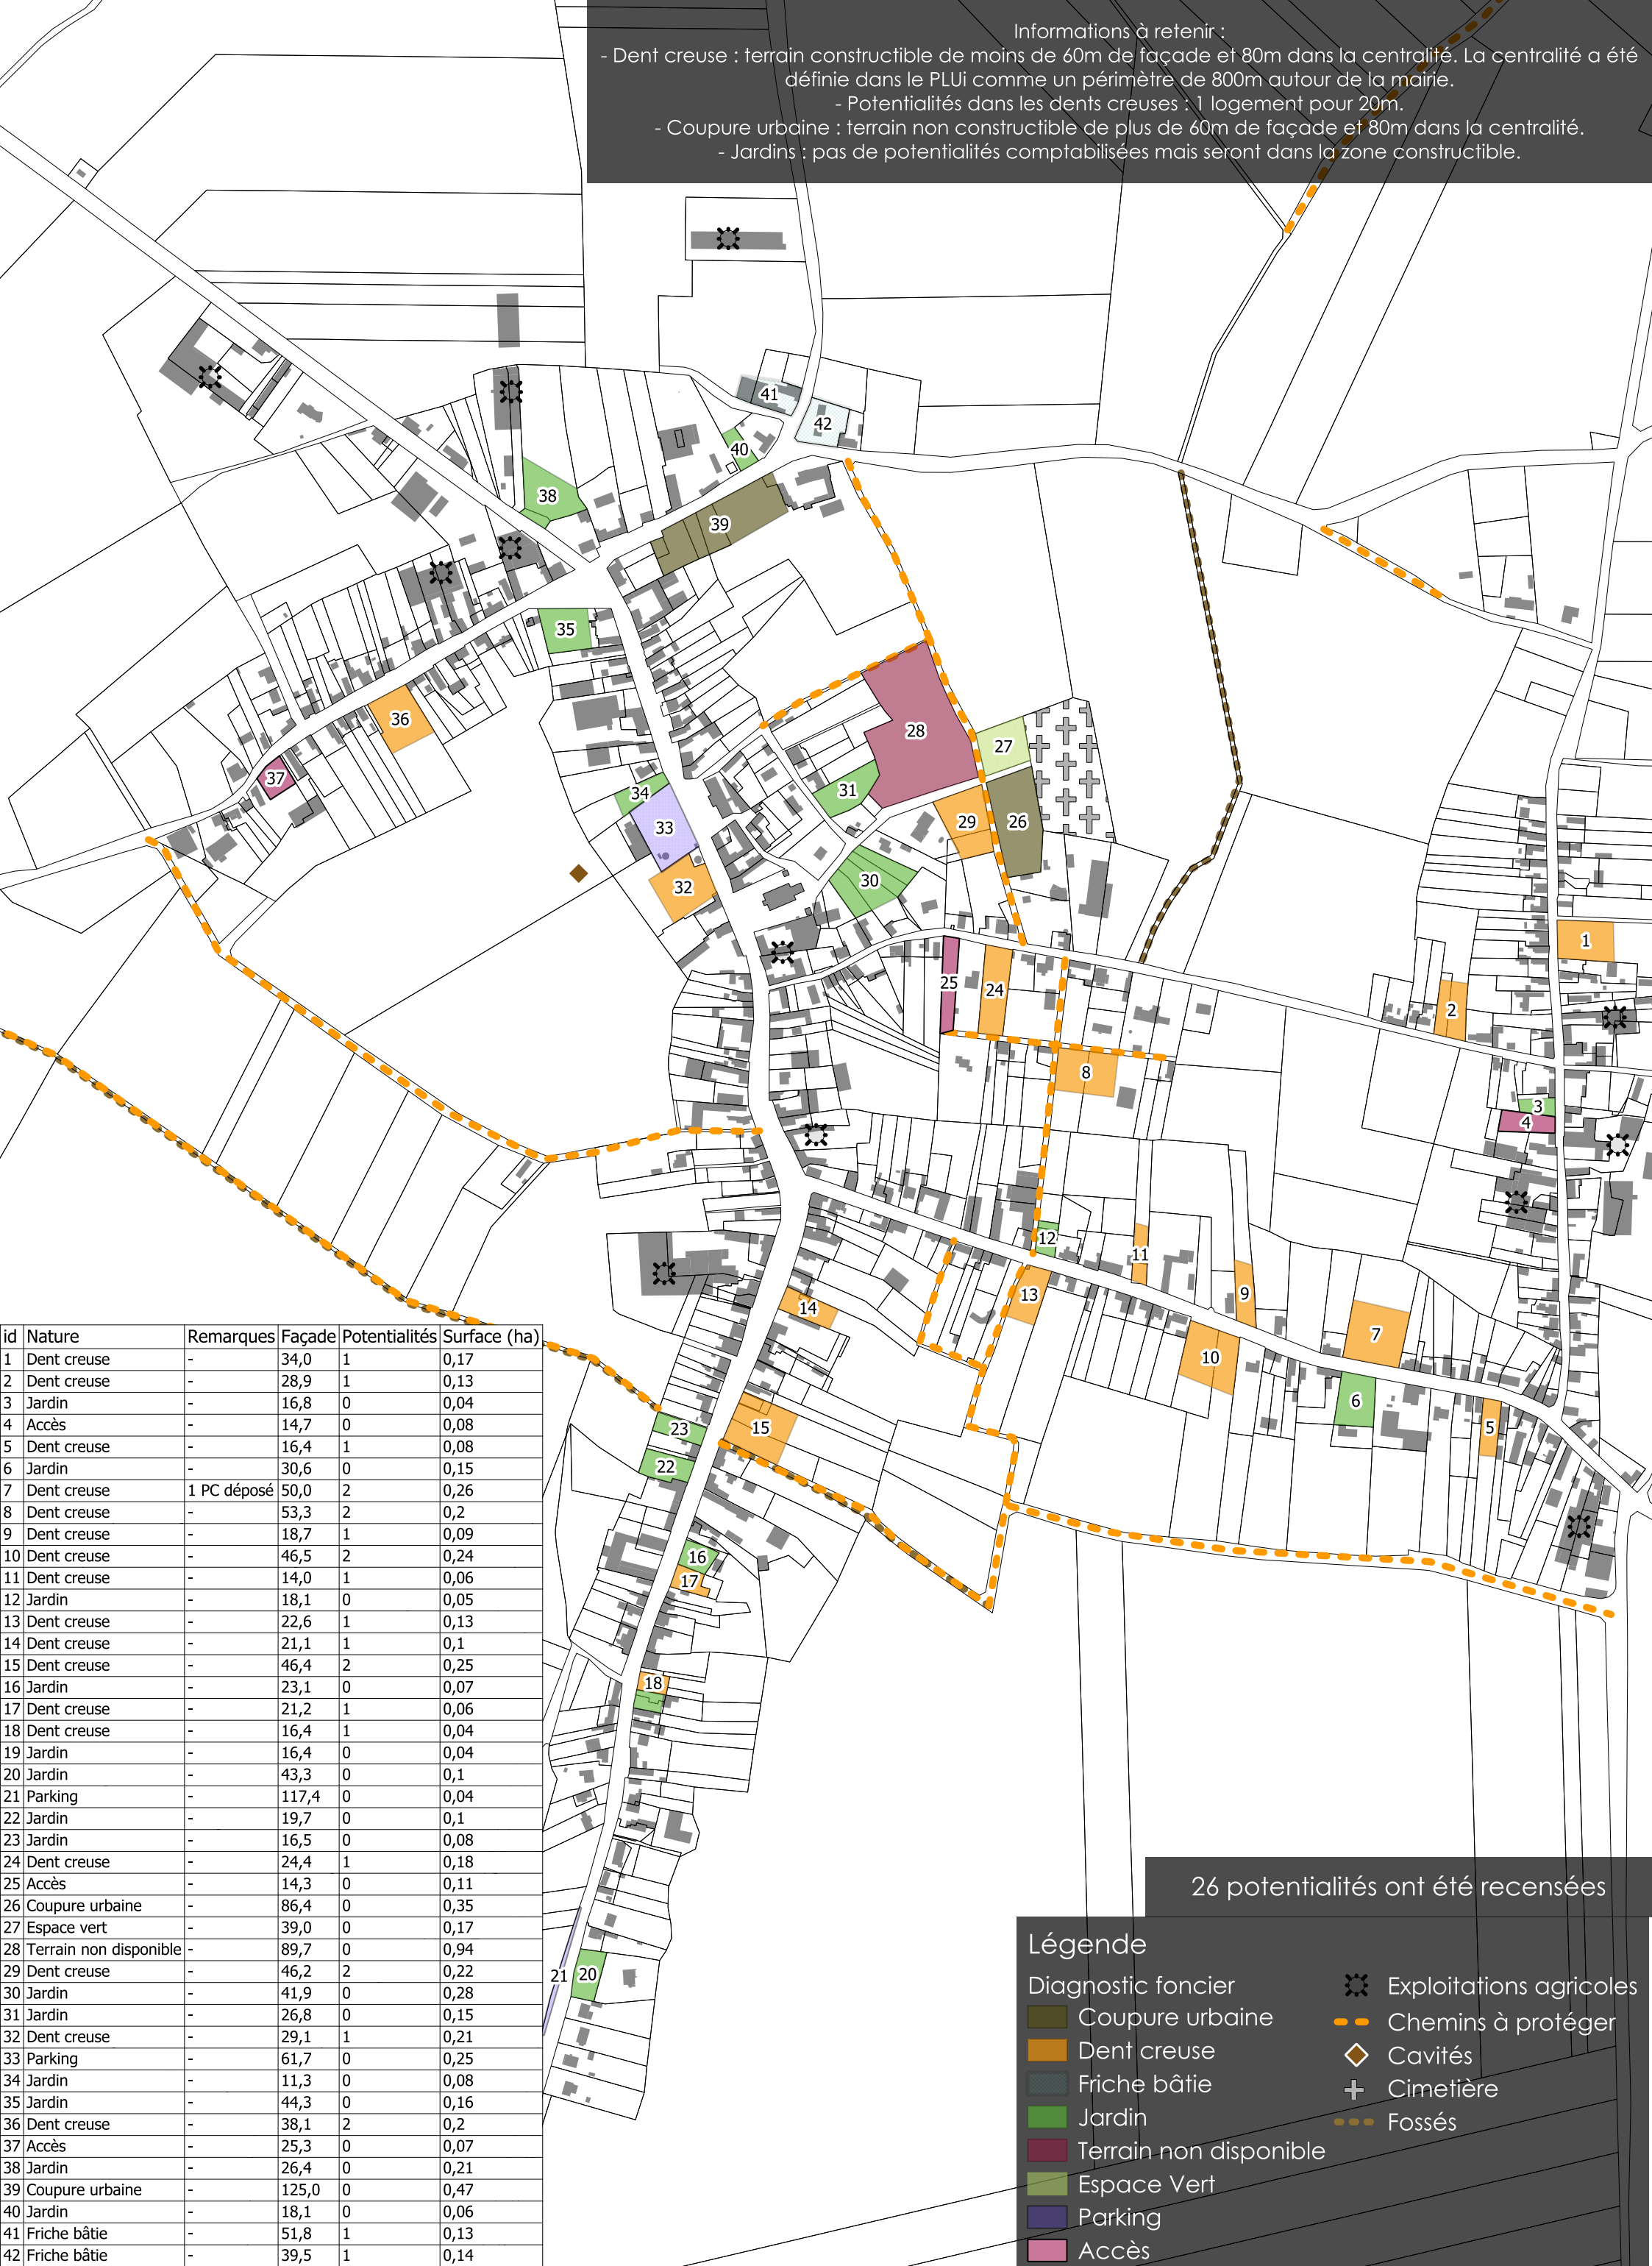 Informations à retenir :
- Dent creuse : terrain constructible de moins de 60m de façade et 80m dans la centralité. La centralité a été
définie dans le PLUi comme un périmètre de 800m autour de la mairie.
- Potentialités dans les dents creuses : 1 logement pour 20m.
- Coupure urbaine : terrain non constructible de plus de 60m de façade et 80m dans la centralité.
- Jardins : pas de potentialités comptabilisées mais seront dans la zone constructible.
41
42
40
38
39
35
36
28
27
37
34
31
33
29
26
30
32
1
25
24
2
8
3
4
12
11
13
9
14
7
10
6
15
23
5
22
16
17
18
21
20
id Nature Remarques Façade Potentialités Surface (ha)
1 Dent creuse - 34,0 1 0,17
2 Dent creuse - 28,9 1 0,13
3 Jardin - 16,8 0 0,04
4 Accès - 14,7 0 0,08
5 Dent creuse - 16,4 1 0,08
6 Jardin - 30,6 0 0,15
7 Dent creuse 1 PC déposé 50,0 2 0,26
8 Dent creuse - 53,3 2 0,2
9 Dent creuse - 18,7 1 0,09
10 Dent creuse - 46,5 2 0,24
11 Dent creuse - 14,0 1 0,06
12 Jardin - 18,1 0 0,05
13 Dent creuse - 22,6 1 0,13
14 Dent creuse - 21,1 1 0,1
15 Dent creuse - 46,4 2 0,25
16 Jardin - 23,1 0 0,07
17 Dent creuse - 21,2 1 0,06
18 Dent creuse - 16,4 1 0,04
19 Jardin - 16,4 0 0,04
20 Jardin - 43,3 0 0,1
21 Parking - 117,4 0 0,04
22 Jardin - 19,7 0 0,1
23 Jardin - 16,5 0 0,08
24 Dent creuse - 24,4 1 0,18
25 Accès - 14,3 0 0,11
26 Coupure urbaine - 86,4 0 0,35
27 Espace vert - 39,0 0 0,17
28 Terrain non disponible - 89,7 0 0,94
29 Dent creuse - 46,2 2 0,22
30 Jardin - 41,9 0 0,28
31 Jardin - 26,8 0 0,15
32 Dent creuse - 29,1 1 0,21
33 Parking - 61,7 0 0,25
34 Jardin - 11,3 0 0,08
35 Jardin - 44,3 0 0,16
36 Dent creuse - 38,1 2 0,2
37 Accès - 25,3 0 0,07
38 Jardin - 26,4 0 0,21
39 Coupure urbaine - 125,0 0 0,47
40 Jardin - 18,1 0 0,06
41 Friche bâtie - 51,8 1 0,13
42 Friche bâtie - 39,5 1 0,14
26 potentialités ont été recensées
Légende
Diagnostic foncier
Coupure urbaine
Dent creuse
Friche bâtie
Jardin
Terrain non disponible
Espace Vert
Parking
Accès
Exploitations agricoles
Chemins à protéger
Cavités
Cimetière
Fossés